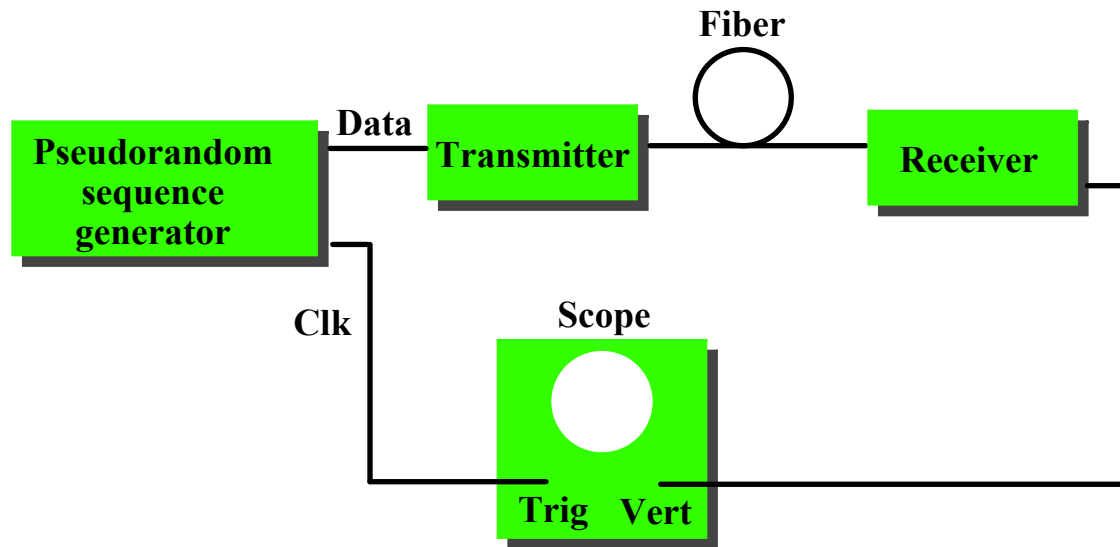 Fiber
Data
Pseudorandom
sequence
generator
Transmitter
Receiver
Clk
Scope
Trig
Vert